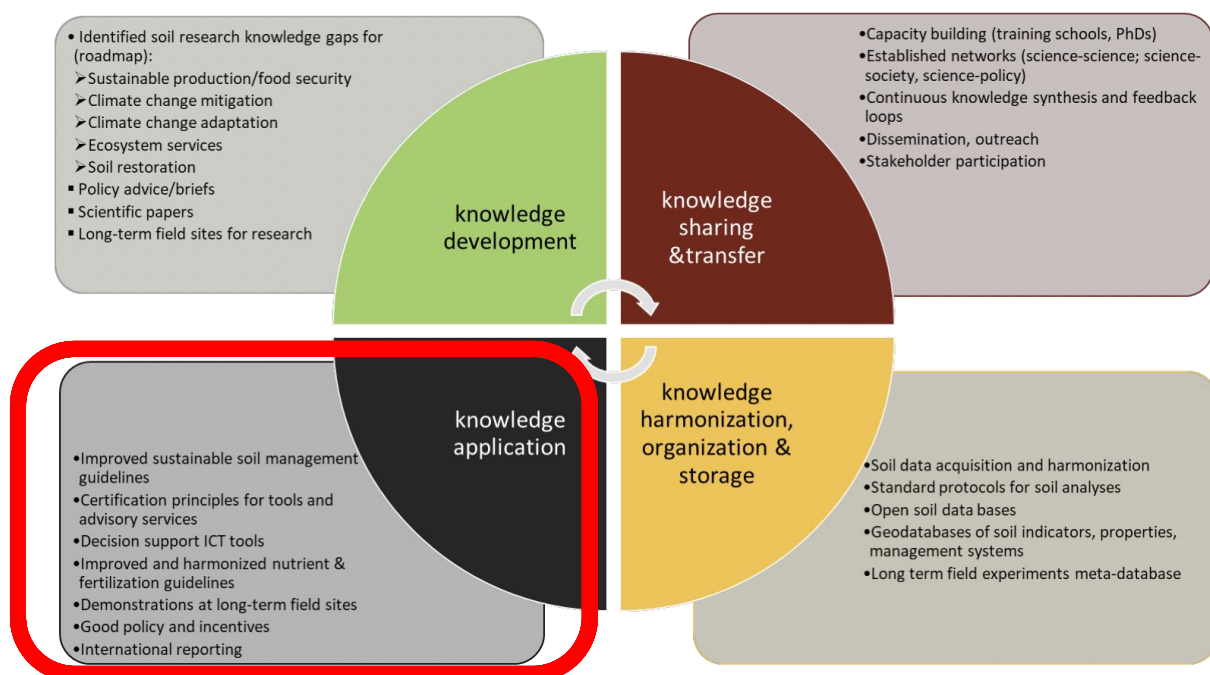 • Identified soil research knowledge gaps for
(roadmap):
➢Sustainable production/food security
➢Climate change mitigation
➢Climate change adaptation
➢Ecosystem services
➢Soil restoration
▪ Policy advice/briefs
▪ Scientific papers
▪ Long-term field sites for research
knowledge
development
•Capacity building (training schools, PhDs)
•Established networks (science-science; science-
society, science-policy)
•Continuous knowledge synthesis and feedback
loops
•Dissemination, outreach
•Stakeholder participation
knowledge
sharing
&transfer
•Improved sustainable soil management
guidelines
•Certification principles for tools and
advisory services
•Decision support ICT tools
•Improved and harmonized nutrient &
fertilization guidelines
•Demonstrations at long-term field sites
•Good policy and incentives
•International reporting
knowledge
application
knowledge
harmonization,
organization &
storage
•Soil data acquisition and harmonization
•Standard protocols for soil analyses
•Open soil data bases
•Geodatabases of soil indicators, properties,
management systems
•Long term field experiments meta-database